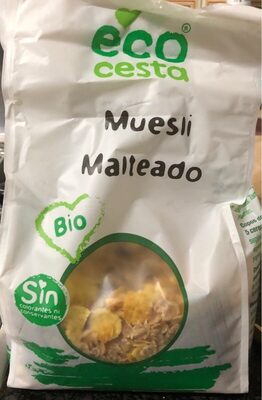 eco
cesta®
Muesli
Malteado
Bio
Sin
colorantes ni
conservantes